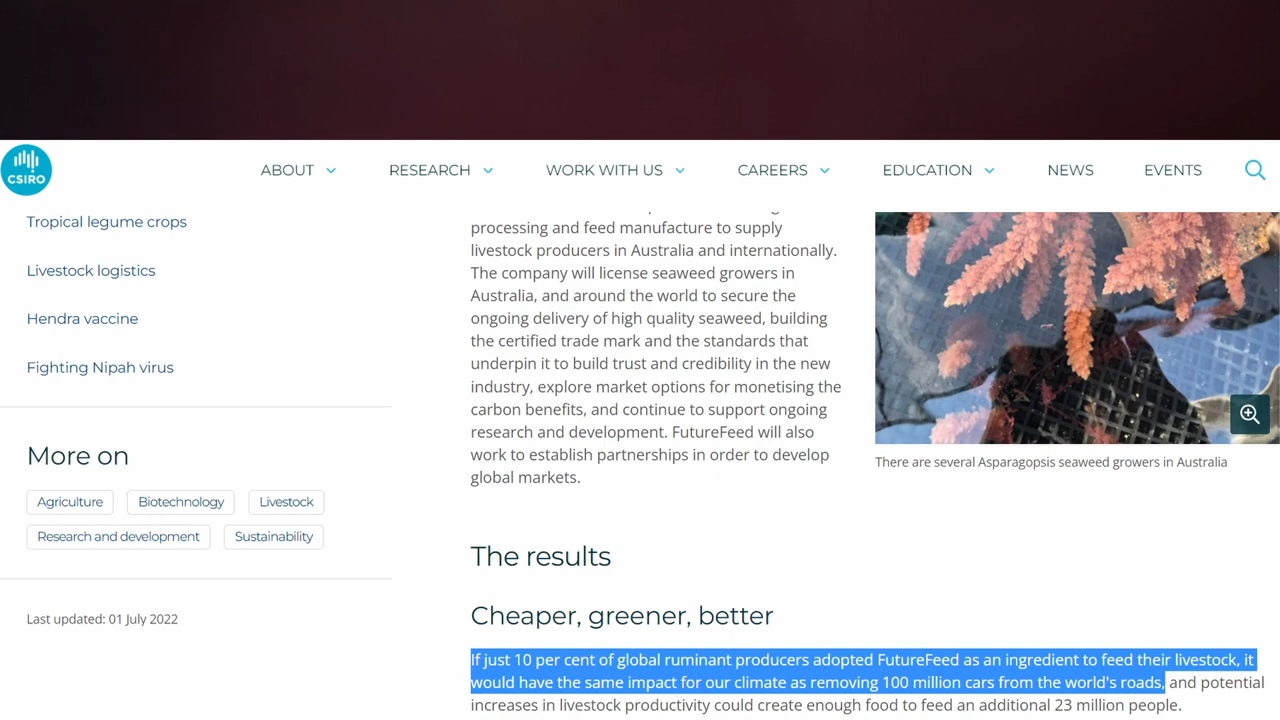 CSIRO
ABOUT
RESEARCH
WORK WITH US
CAREERS
EDUCATION
NEWS
EVENTS
Tropical legume crops
Livestock logistics
Hendra vaccine
Fighting Nipah virus
More on
Agriculture
Biotechnology
Livestock
Research and development
Sustainability
Last updated: 01 July 2022
processing and feed manufacture to supply
livestock producers in Australia and internationally.
The company will license seaweed growers in
Australia, and around the world to secure the
ongoing delivery of high quality seaweed, building
the certified trade mark and the standards that
underpin it to build trust and credibility in the new
industry, explore market options for monetising the
carbon benefits, and continue to support ongoing
research and development. FutureFeed will also
work to establish partnerships in order to develop
global markets.
There are several Asparagopsis seaweed growers in Australia
The results
Cheaper, greener, better
If just 10 per cent of global ruminant producers adopted FutureFeed as an ingredient to feed their livestock, it
would have the same impact for our climate as removing 100 million cars from the world's roads, and potential
increases in livestock productivity could create enough food to feed an additional 23 million people.